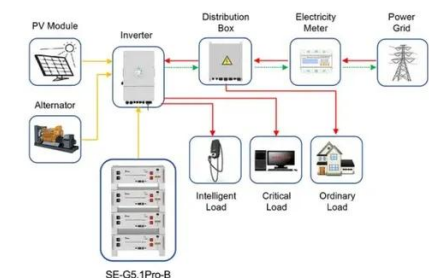 PV Module
Inverter
Distribution
Box
Electricity
Meter
Power
Grid
Alternator
Intelligent
Load
Critical
Load
Ordinary
Load
SE-G5.1Pro-B